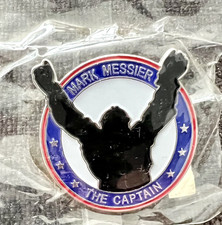 MARK MESSIER
THE CAPTAIN